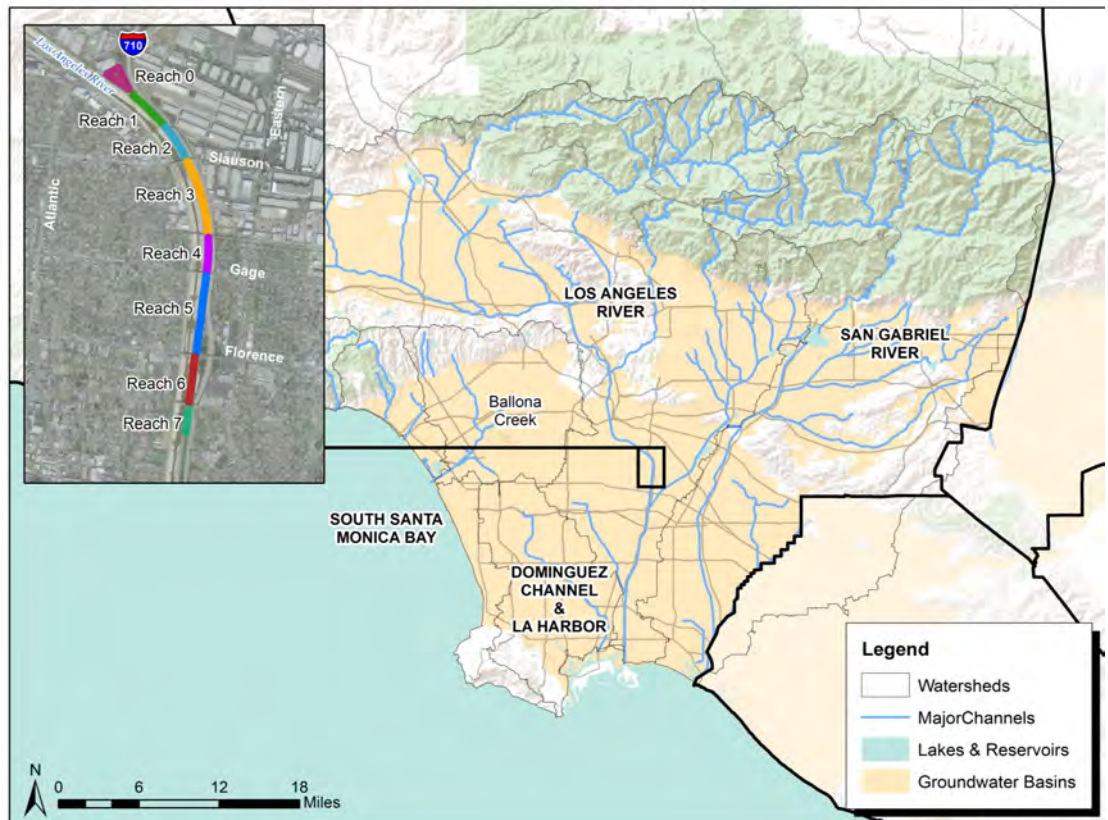 710
Los Angeles River
Reach 0
Reach 1
Eastern
Reach 2
Slauson
Atlantic
Reach 3
Reach 4
Gage
Reach 5
Florence
Reach 6
Reach 7
LOS ANGELES
RIVER
SAN GABRIEL
RIVER
Ballona
Creek
SOUTH SANTA
MONICA BAY
DOMINGUEZ
CHANNEL
&
LA HARBOR
Legend
Watersheds
MajorChannels
Lakes & Reservoirs
Groundwater Basins
N
0 6 12 18
Miles